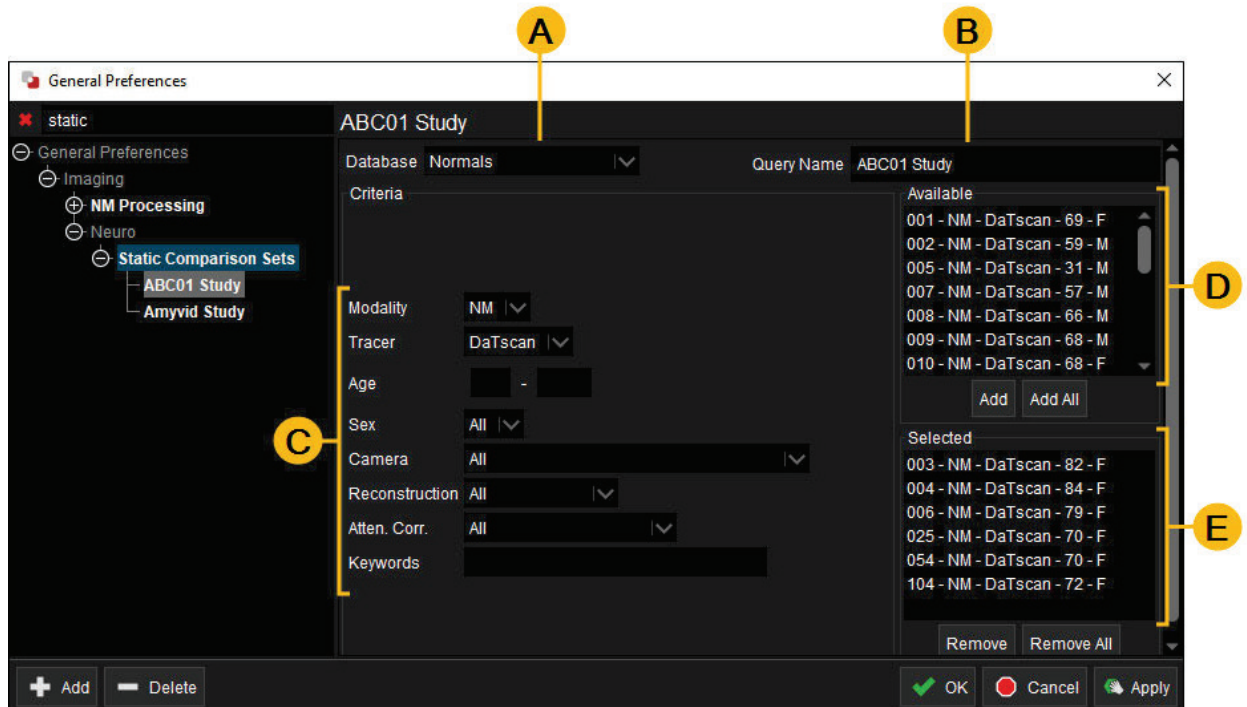 A
B
General Preferences
static
ABC01 Study
General Preferences
Imaging
NM Processing
Neuro
Static Comparison Sets
ABC01 Study
Amyvid Study
Database Normals
Query Name ABC01 Study
Criteria
Modality NM
Tracer DaTscan
Age -
Sex All
Camera All
Reconstruction All
Atten. Corr. All
Keywords
C
Available
001 - NM - DaTscan - 69 - F
002 - NM - DaTscan - 59 - M
005 - NM - DaTscan - 31 - M
007 - NM - DaTscan - 57 - M
008 - NM - DaTscan - 66 - M
009 - NM - DaTscan - 68 - M
010 - NM - DaTscan - 68 - F
D
Add Add All
Selected
003 - NM - DaTscan - 82 - F
004 - NM - DaTscan - 84 - F
006 - NM - DaTscan - 79 - F
025 - NM - DaTscan - 70 - F
054 - NM - DaTscan - 70 - F
104 - NM - DaTscan - 72 - F
E
Remove Remove All
Add Delete OK Cancel Apply